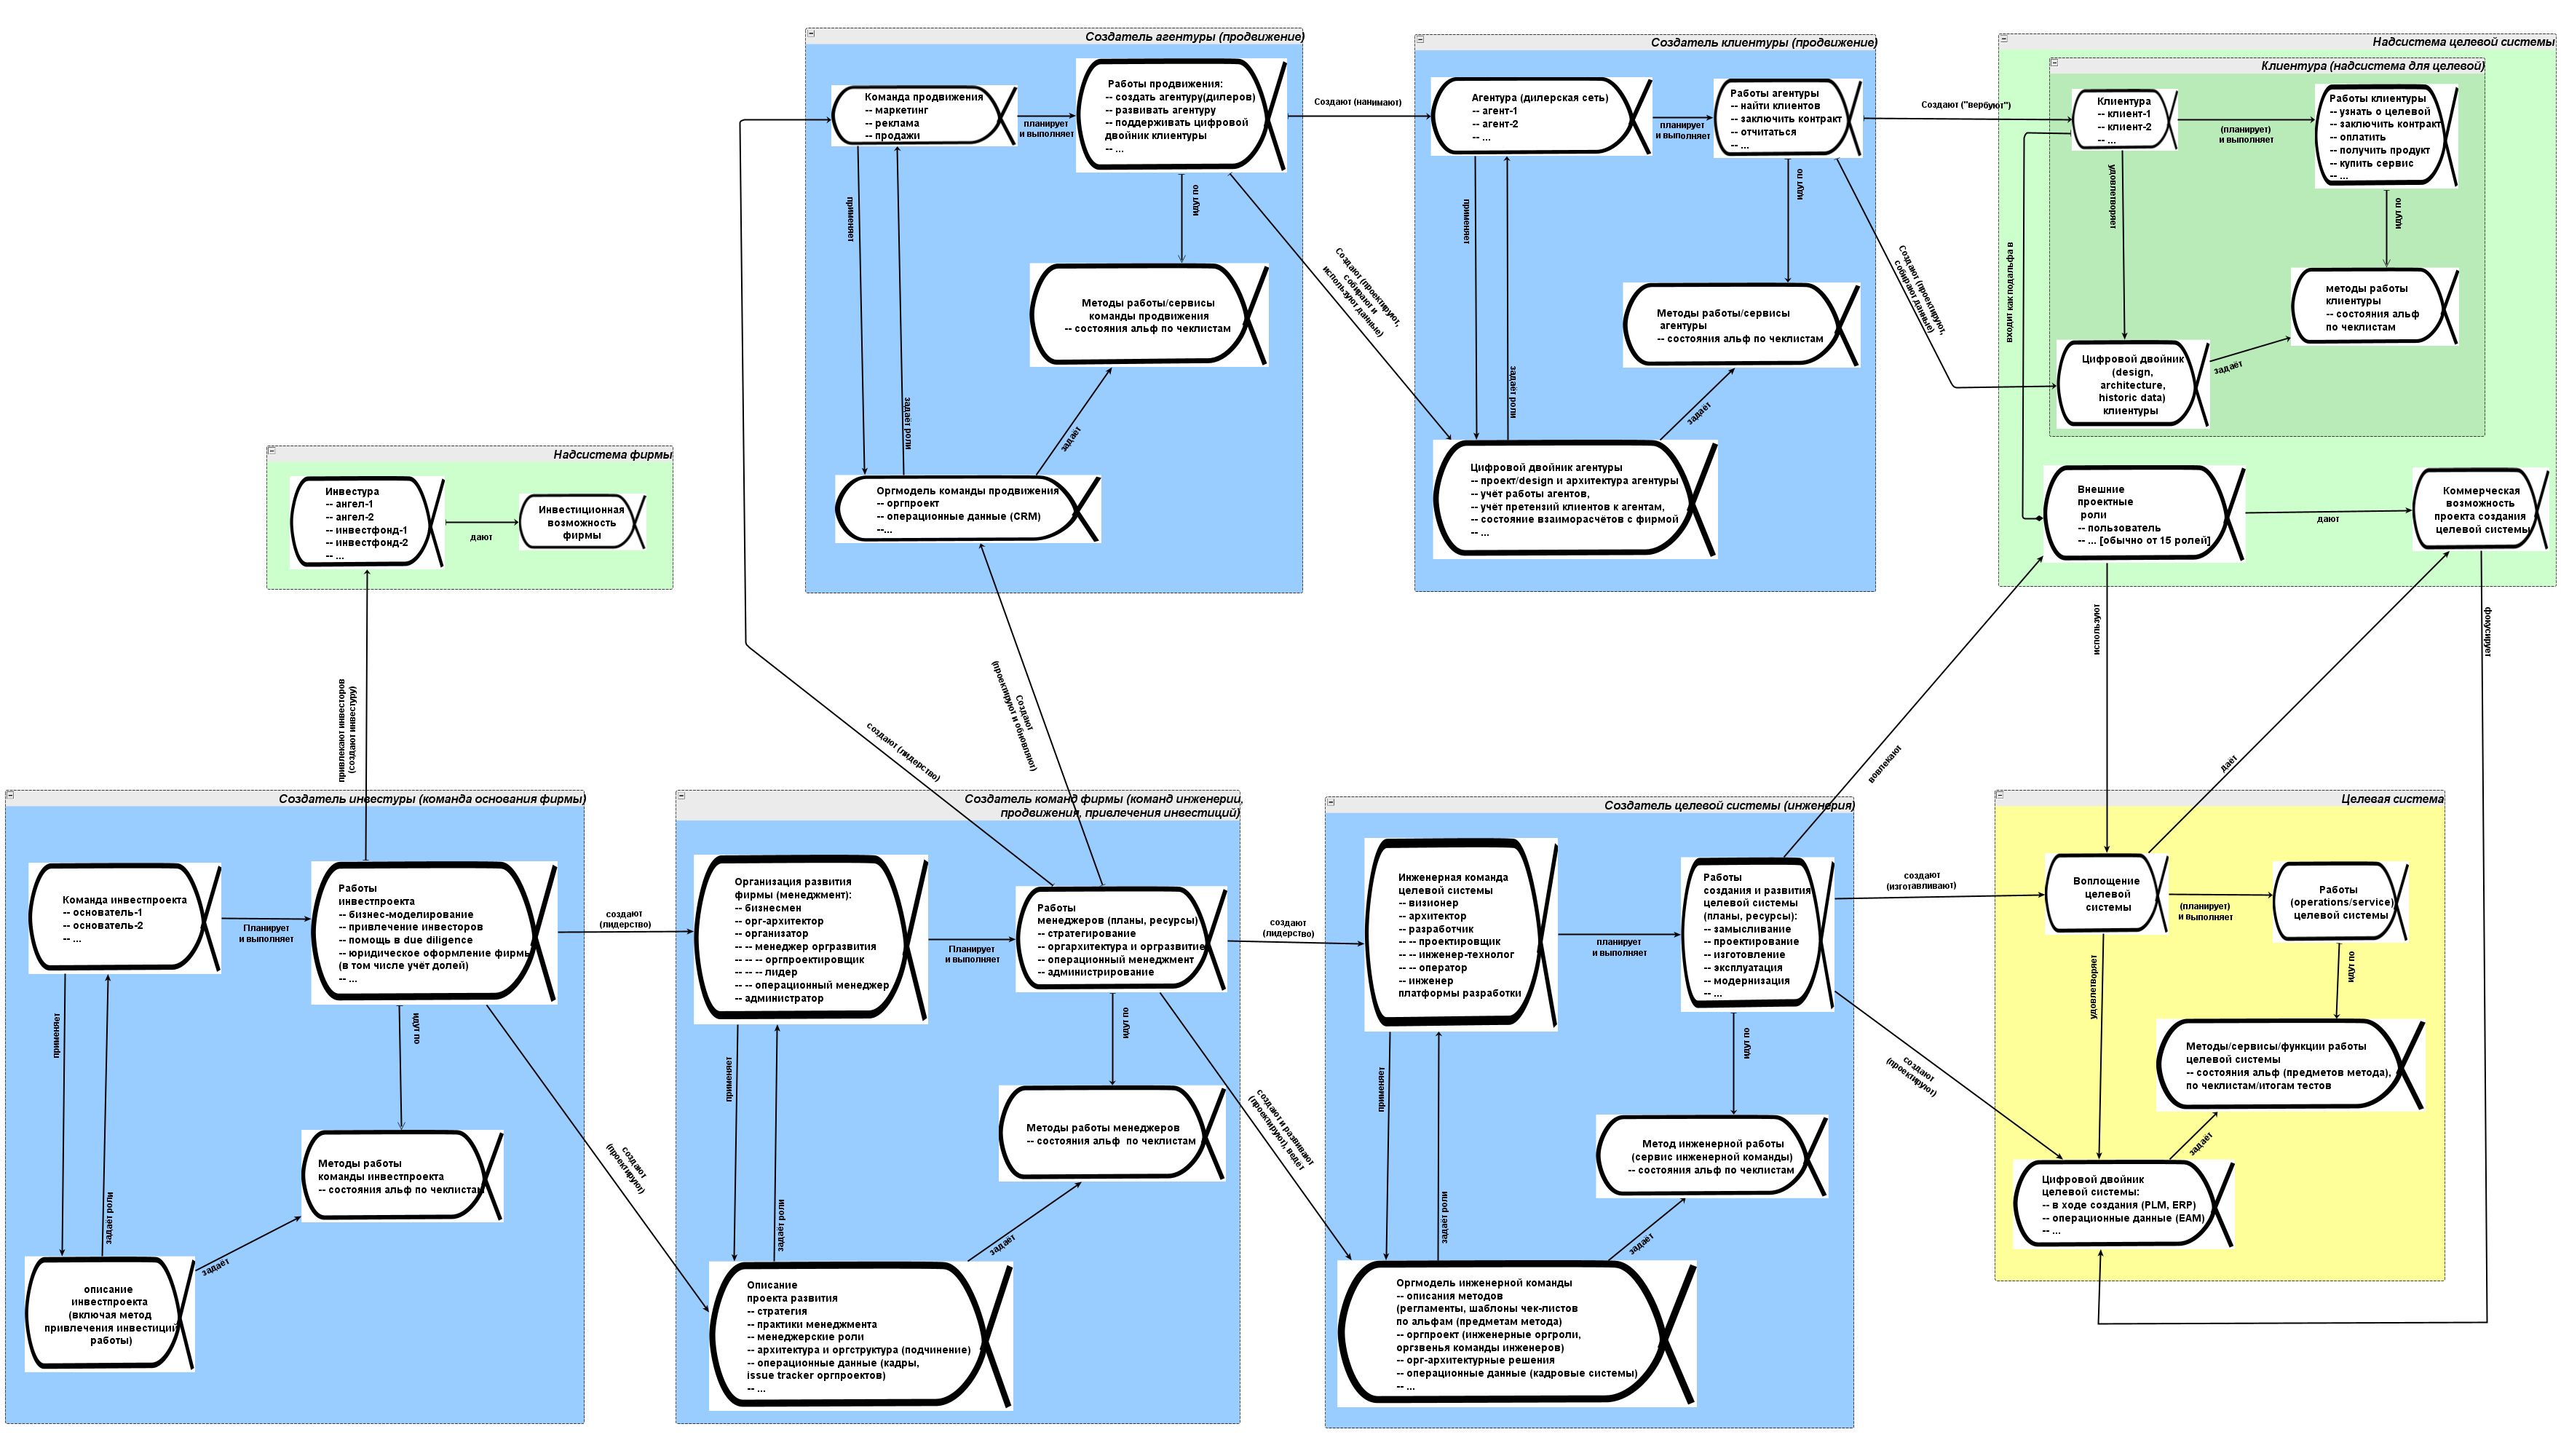 Создатель агентуры (продвижение)
Команда продвижения
-- маркетинг
-- реклама
-- продажи
планирует
и выполняет
Работы продвижения:
-- создать агентуру(дилеров)
-- развивать агентуру
-- поддерживать цифровой
двойник клиентуры
-- ...
применяет
задаёт роли
идут по
Методы работы/сервисы
команды продвижения
-- состояния альф по чеклистам
задаёт
Оргмодель команды продвижения
-- оргпроект
-- операционные данные (CRM)
--...
Создают (нанимают)
Создают (проектируют,
собирают и
используют данные)
Создатель клиентуры (продвижение)
Агентура (дилерская сеть)
-- агент-1
-- агент-2
-- ...
планирует
и выполняет
Работы агентуры
-- найти клиентов
-- заключить контракт
-- отчитаться
-- ...
применяет
задаёт роли
идут по
Методы работы/сервисы
агентуры
-- состояния альф по чеклистам
задаёт
Цифровой двойник агентуры
-- проект/design и архитектура агентуры
-- учёт работы агентов,
-- учёт претензий клиентов к агентам,
-- состояние взаиморасчётов с фирмой
-- ...
Создают ("вербуют")
Создают (проектируют,
собирают данные)
Надсистема целевой системы
Клиентура (надсистема для целевой)
Клиентура
-- клиент-1
-- клиент-2
-- ...
(планирует)
и выполняет
Работы клиентуры
-- узнать о целевой
-- заключить контракт
-- оплатить
-- получить продукт
-- купить сервис
-- ...
удовлетворяет
идут по
методы работы
клиентуры
-- состояния альф
по чеклистам
задаёт
Цифровой двойник
(design,
architecture,
historic data)
клиентуры
входит как подальфа в
Внешние
проектные
роли
-- пользователь
-- ... [обычно от 15 ролей]
дают
Коммерческая
возможность
проекта создания
целевой системы
Надсистема фирмы
Инвестура
-- ангел-1
-- ангел-2
-- инвестфонд-1
-- инвестфонд-2
-- ...
дают
Инвестиционная
возможность
фирмы
привлекают инвесторов
(создают инвестуру)
создают (лидерство)
Создают
(проектируют и обновляют)
вовлекают
используют
даёт
фокусирует
Создатель инвестуры (команда основания фирмы)
Команда инвестпроекта
-- основатель-1
-- основатель-2
-- ...
Планирует
и выполняет
Работы
инвестпроекта
-- бизнес-моделирование
-- привлечение инвесторов
-- помощь в due diligence
-- юридическое оформление фирмы
(в том числе учёт долей)
-- ...
применяет
задаёт роли
идут по
Методы работы
команды инвестпроекта
-- состояния альф по чеклистам
задаёт
описание
инвестпроекта
(включая метод
привлечения инвестиций
работы)
создают
(лидерство)
создают
(проектируют)
Создатель команд фирмы (команд инженерии,
продвижения, привлечения инвестиций)
Организация развития
фирмы (менеджмент):
-- бизнесмен
-- орг-архитектор
-- организатор
-- -- менеджер оргразвития
-- -- -- оргпроектировщик
-- -- -- лидер
-- -- операционный менеджер
-- администратор
Планирует
и выполняет
Работы
менеджеров (планы, ресурсы)
-- стратегирование
-- оргархитектура и оргразвитие
-- операционный менеджмент
-- администрирование
применяет
задаёт роли
идут по
Методы работы менеджеров
-- состояния альф  по чеклистам
задаёт
Описание
проекта развития
-- стратегия
-- практики менеджмента
-- менеджерские роли
-- архитектура и оргструктура (подчинение)
-- операционные данные (кадры,
issue tracker оргпроектов)
-- ...
создают
(лидерство)
создают и развивают
(проектируют), ведёт
Создатель целевой системы (инженерия)
Инженерная команда
целевой системы
-- визионер
-- архитектор
-- разработчик
-- -- проектировщик
-- -- инженер-технолог
-- -- оператор
-- инженер
платформы разработки
планирует
и выполняет
Работы
создания и развития
целевой системы
(планы, ресурсы):
-- замысливание
-- проектирование
-- изготовление
-- эксплуатация
-- модернизация
-- ...
применяет
задаёт роли
идут по
Метод инженерной работы
(сервис инженерной команды)
-- состояния альф по чеклистам
задаёт
Оргмодель инженерной команды
-- описания методов
(регламенты, шаблоны чек-листов
по альфам (предметам метода)
-- оргпроект (инженерные оргроли,
оргзвенья команды инженеров)
-- орг-архитектурные решения
-- операционные данные (кадровые системы)
-- ...
создают
(изготавливают)
создают
(проектируют)
Целевая система
Воплощение
целевой
системы
(планирует)
и выполняет
Работы
(operations/service)
целевой системы
удовлетворяет
идут по
Методы/сервисы/функции работы
целевой системы
-- состояния альф (предметов метода),
по чеклистам/итогам тестов
задаёт
Цифровой двойник
целевой системы:
-- в ходе создания (PLM, ERP)
-- операционные данные (EAM)
-- ...